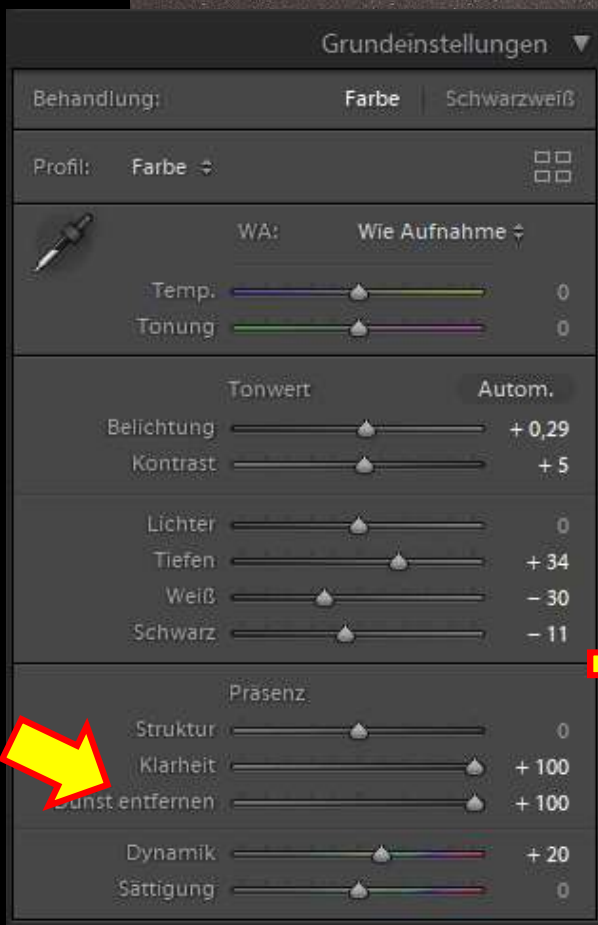 Grundeinstellungen
Behandlung: Farbe Schwarzweiß
Profil: Farbe
WA: Wie Aufnahme
Temp. 0
Tonung 0
Tonwert Autom.
Belichtung + 0,29
Kontrast + 5
Lichter 0
Tiefen + 34
Weiß - 30
Schwarz - 11
Präsenz
Struktur 0
Klarheit + 100
Dunst entfernen + 100
Dynamik + 20
Sättigung 0